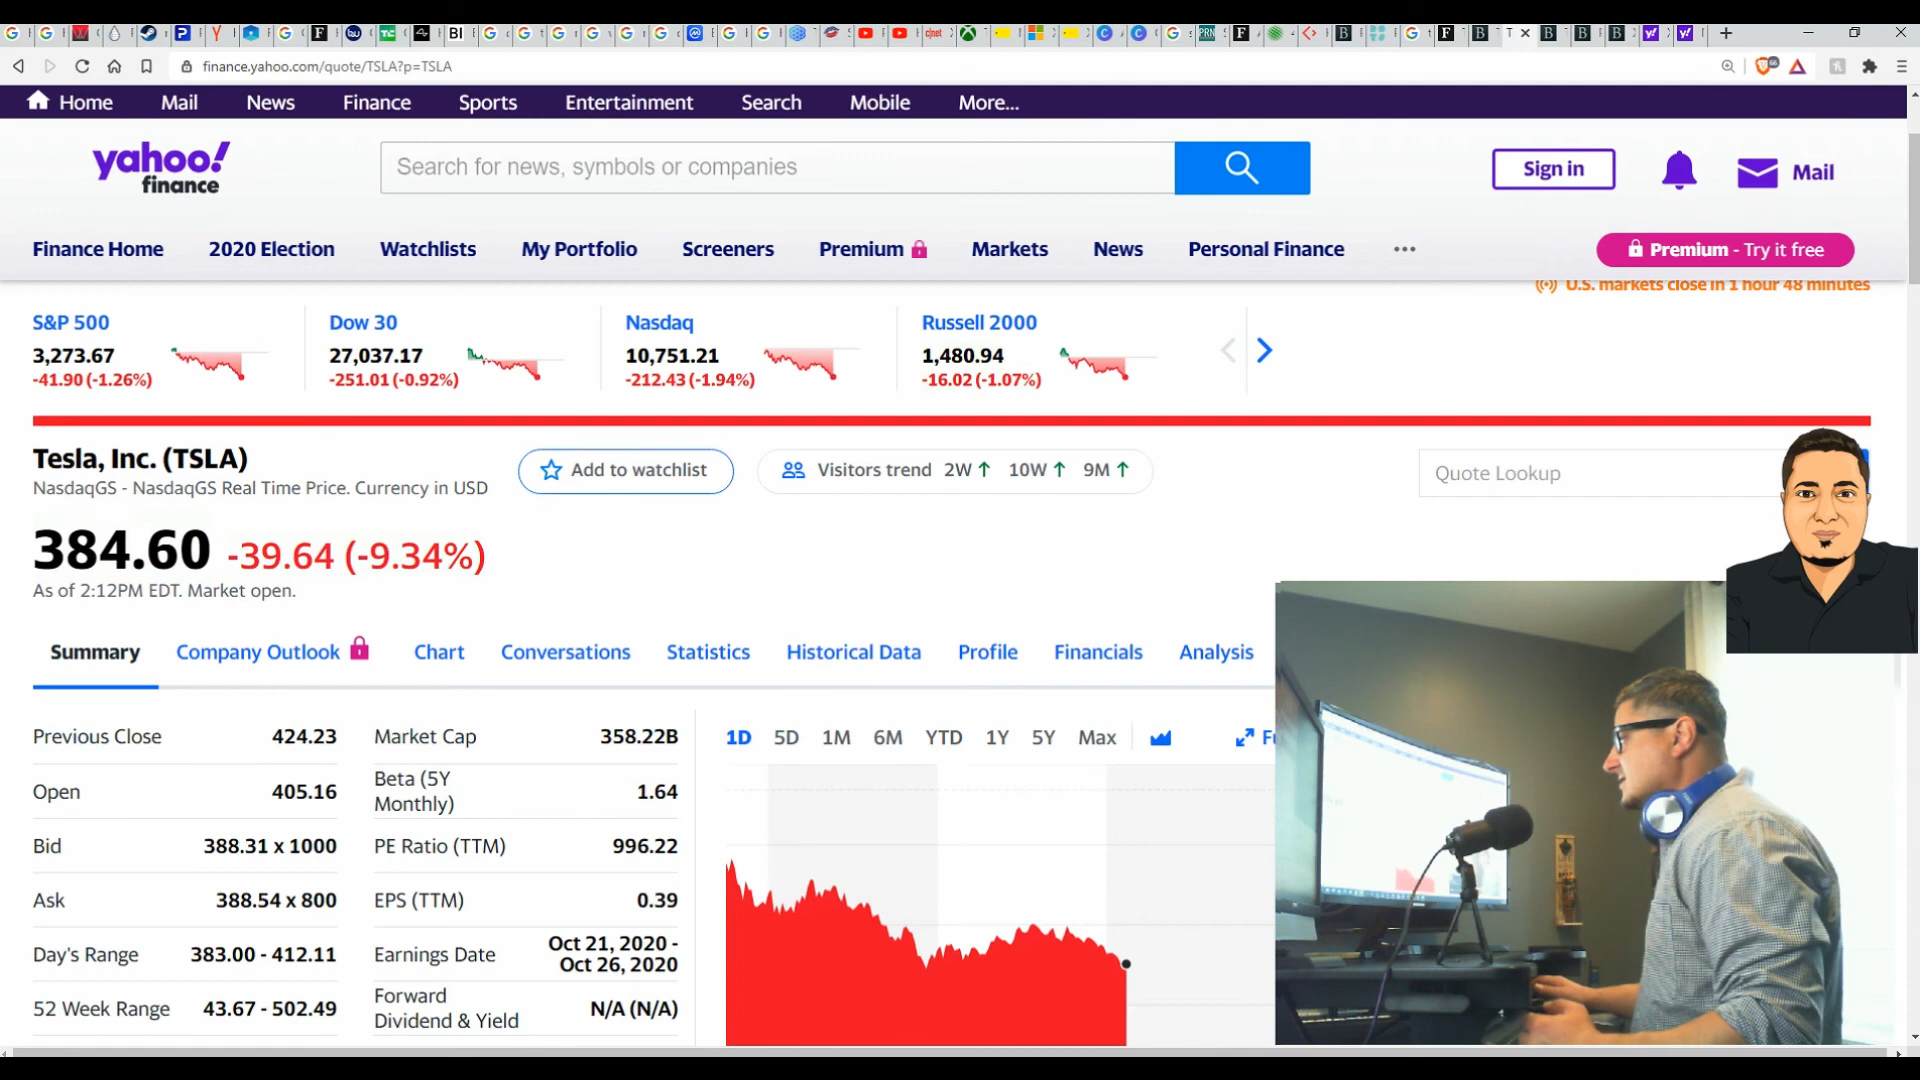 finance.yahoo.com/quote/TSLA?p=TSLA
Home Mail News Finance Sports Entertainment Search Mobile More...
yahoo!
finance
Search for news, symbols or companies
Sign in
Mail
Finance Home 2020 Election Watchlists My Portfolio Screeners Premium Markets News Personal Finance
Premium - Try it free
U.S. markets close in 1 hour 48 minutes
S&P 500
3,273.67
-41.90 (-1.26%)
Dow 30
27,037.17
-251.01 (-0.92%)
Nasdaq
10,751.21
-212.43 (-1.94%)
Russell 2000
1,480.94
-16.02 (-1.07%)
Tesla, Inc. (TSLA)
NasdaqGS - NasdaqGS Real Time Price. Currency in USD
Add to watchlist
Visitors trend 2W↑ 10W↑ 9M↑
Quote Lookup
384.60 -39.64 (-9.34%)
As of 2:12PM EDT. Market open.
Summary Company Outlook Chart Conversations Statistics Historical Data Profile Financials Analysis
Previous Close 424.23
Open 405.16
Bid 388.31 x 1000
Ask 388.54 x 800
Day's Range 383.00 - 412.11
52 Week Range 43.67 - 502.49
Market Cap 358.22B
Beta (5Y
Monthly) 1.64
PE Ratio (TTM) 996.22
EPS (TTM) 0.39
Earnings Date Oct 21, 2020 -
Oct 26, 2020
Forward
Dividend & Yield N/A (N/A)
1D 5D 1M 6M YTD 1Y 5Y Max